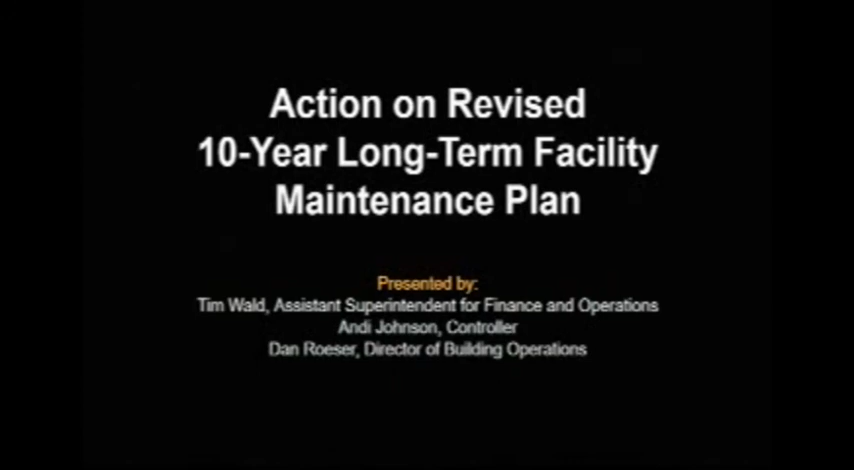 Action on Revised
10-Year Long-Term Facility
Maintenance Plan
Presented by:
Tim Wald, Assistant Superintendent for Finance and Operations
Andi Johnson, Controller
Dan Roeser, Director of Building Operations